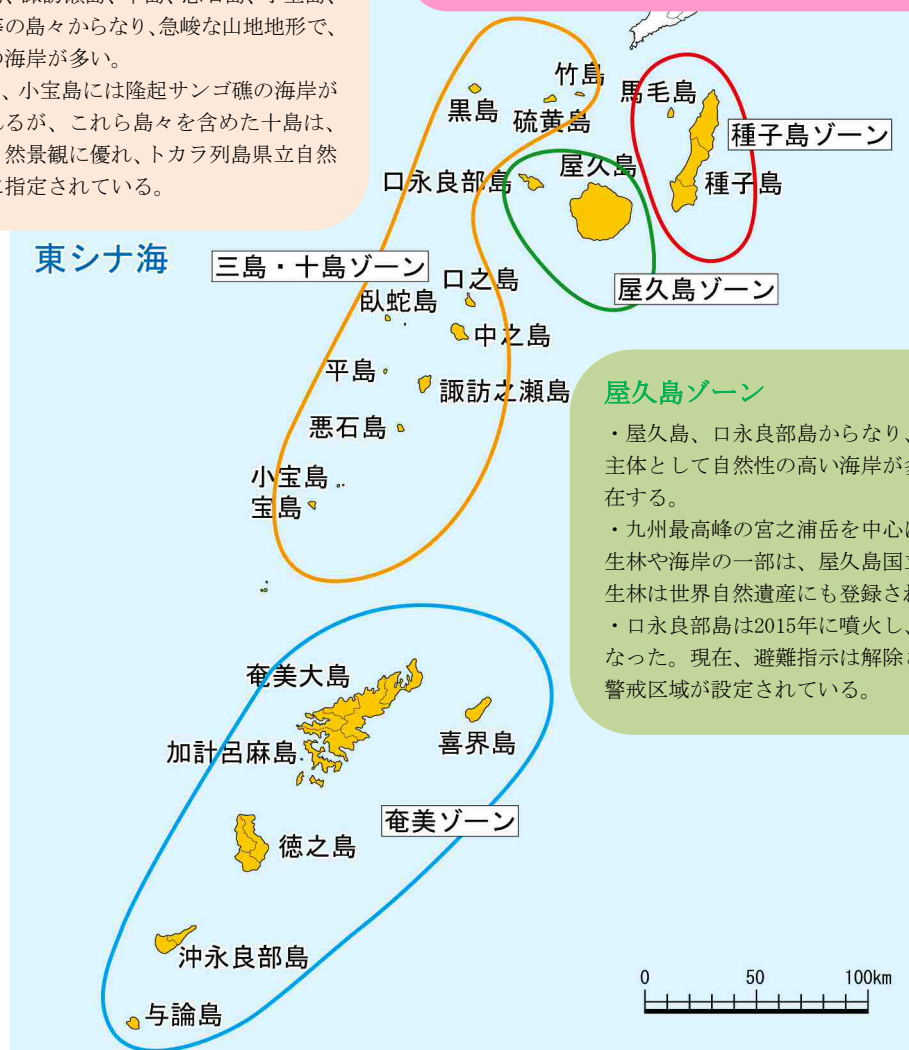 等の島々からなり、急峻な山地地形で、
の海岸が多い。
、小宝島には隆起サンゴ礁の海岸が
るが、これら島々を含めた十島は、
然景観に優れ、トカラ列島県立自然
に指定されている。
東シナ海
竹島
黒島
硫黄島
馬毛島
種子島ゾーン
種子島
屋久島
口永良部島
屋久島ゾーン
三島・十島ゾーン
口之島
臥蛇島
中之島
平島
諏訪之瀬島
悪石島
小宝島
宝島
屋久島ゾーン
・屋久島、口永良部島からなり、
主体として自然性の高い海岸が
在する。
・九州最高峰の宮之浦岳を中心
生林や海岸の一部は、屋久島国
生林は世界自然遺産にも登録さ
・口永良部島は2015年に噴火し、
なった。現在、避難指示は解除
警戒区域が設定されている。
奄美大島
喜界島
加計呂麻島
奄美ゾーン
徳之島
沖永良部島
与論島
0 50 100km